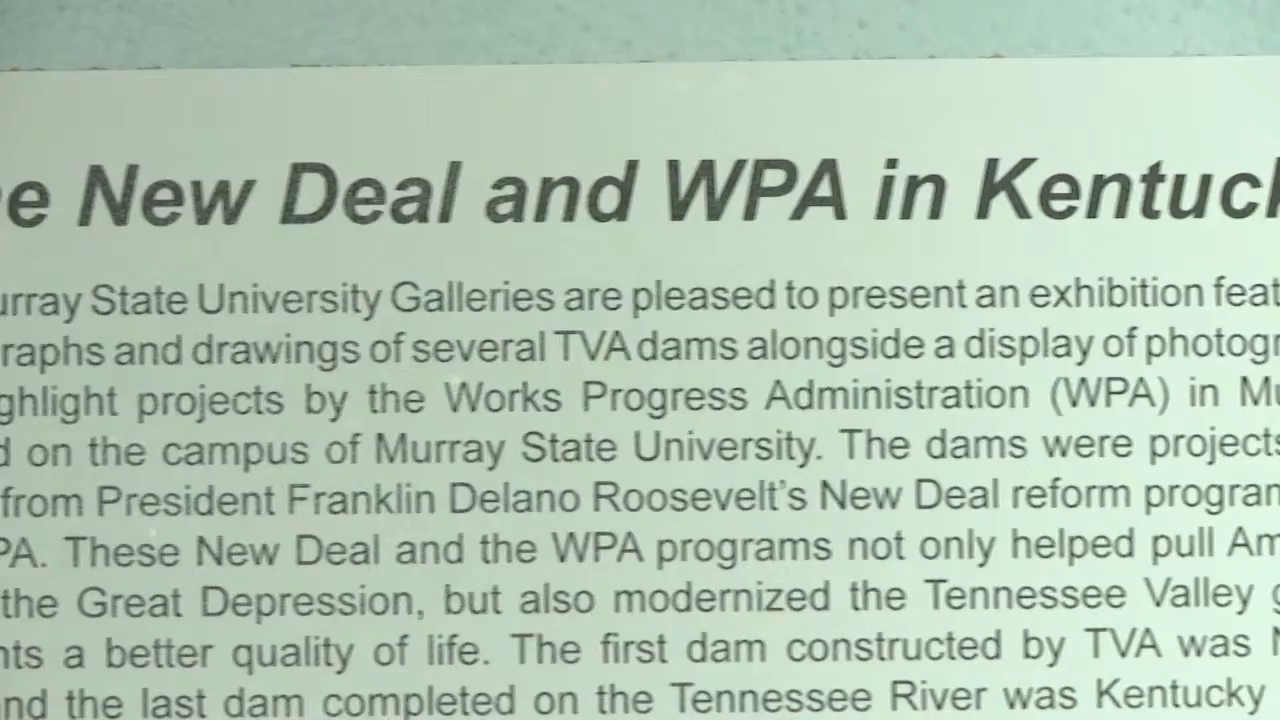 e New Deal and WPA in Kentuck
urray State University Galleries are pleased to present an exhibition feat
raphs and drawings of several TVA dams alongside a display of photogr
ghlight projects by the Works Progress Administration (WPA) in Mu
d on the campus of Murray State University. The dams were projects
from President Franklin Delano Roosevelt's New Deal reform program
PA. These New Deal and the WPA programs not only helped pull Am
the Great Depression, but also modernized the Tennessee Valley g
nts a better quality of life. The first dam constructed by TVA was N
nd the last dam completed on the Tennessee River was Kentucky